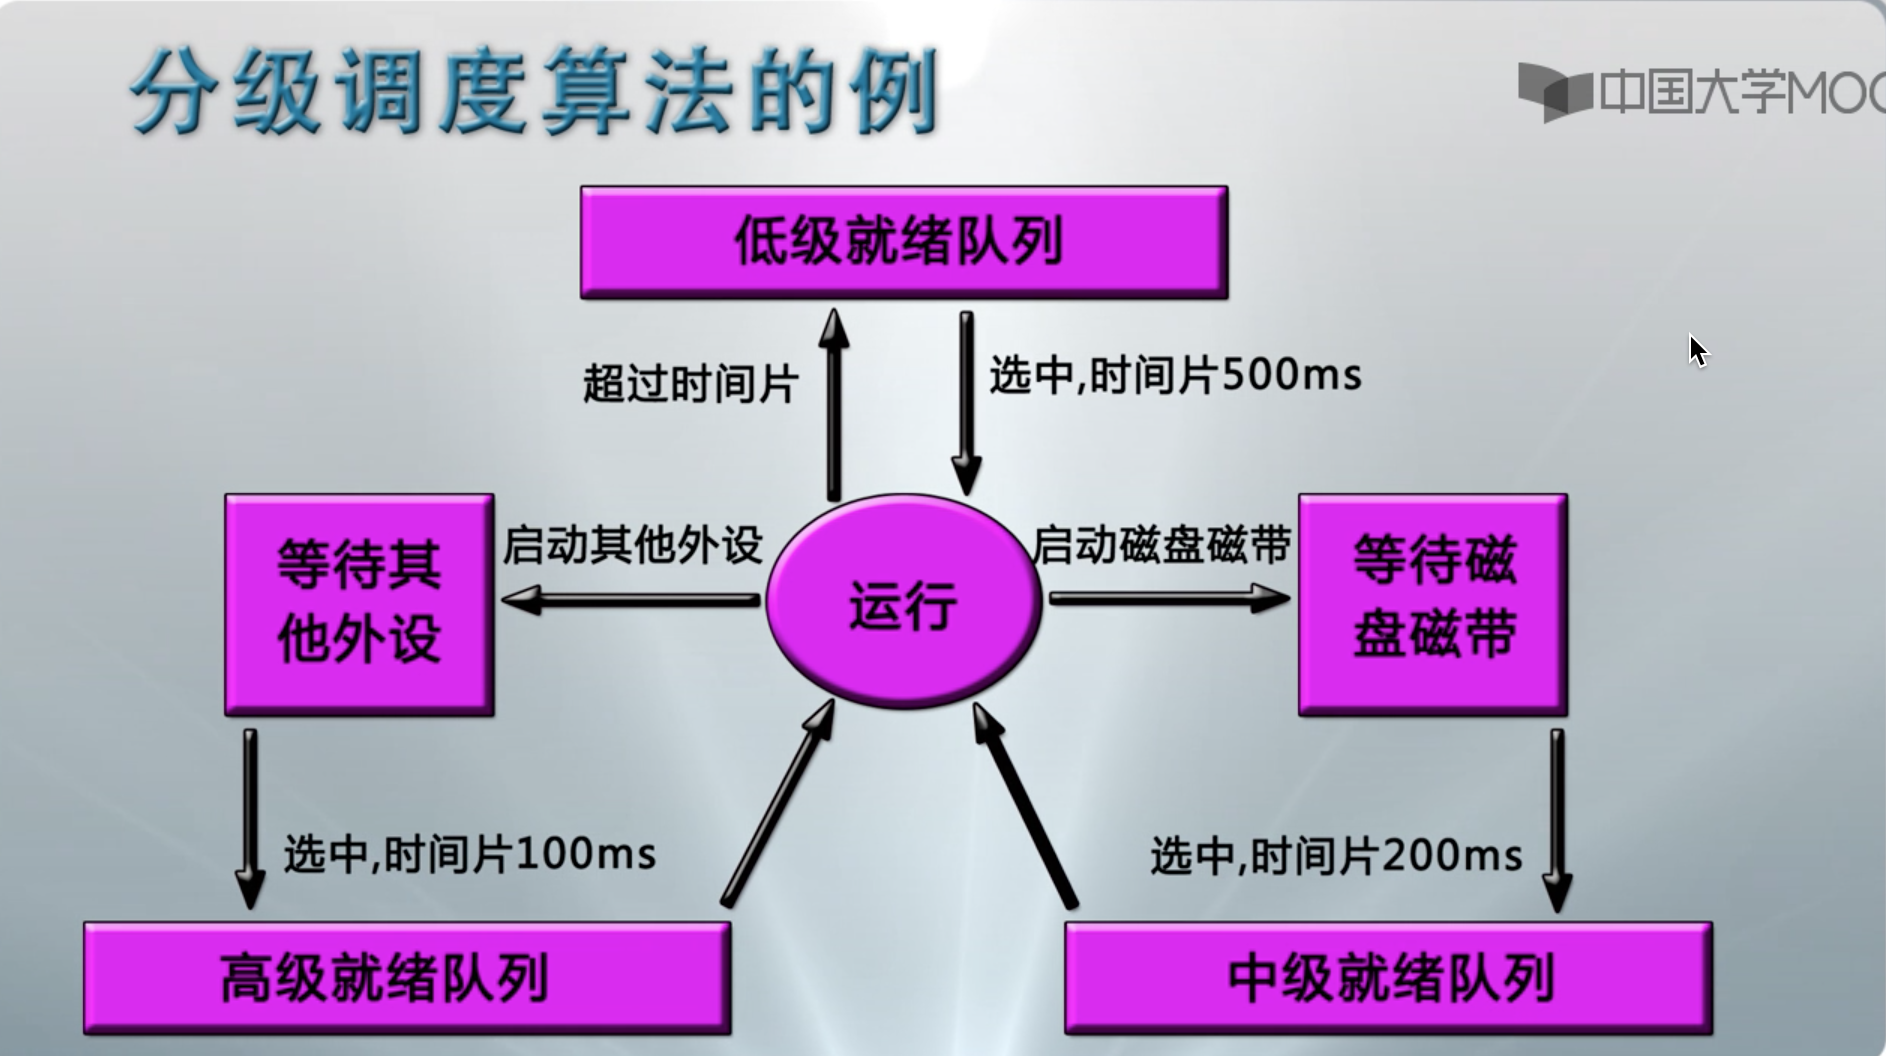 分级调度算法的例
中国大学MOO
低级就绪队列
超过时间片
选中,时间片500ms
等待其
他外设
启动其他外设
运行
启动磁盘磁带
等待磁
盘磁带
选中,时间片100ms
选中,时间片200ms
高级就绪队列
中级就绪队列